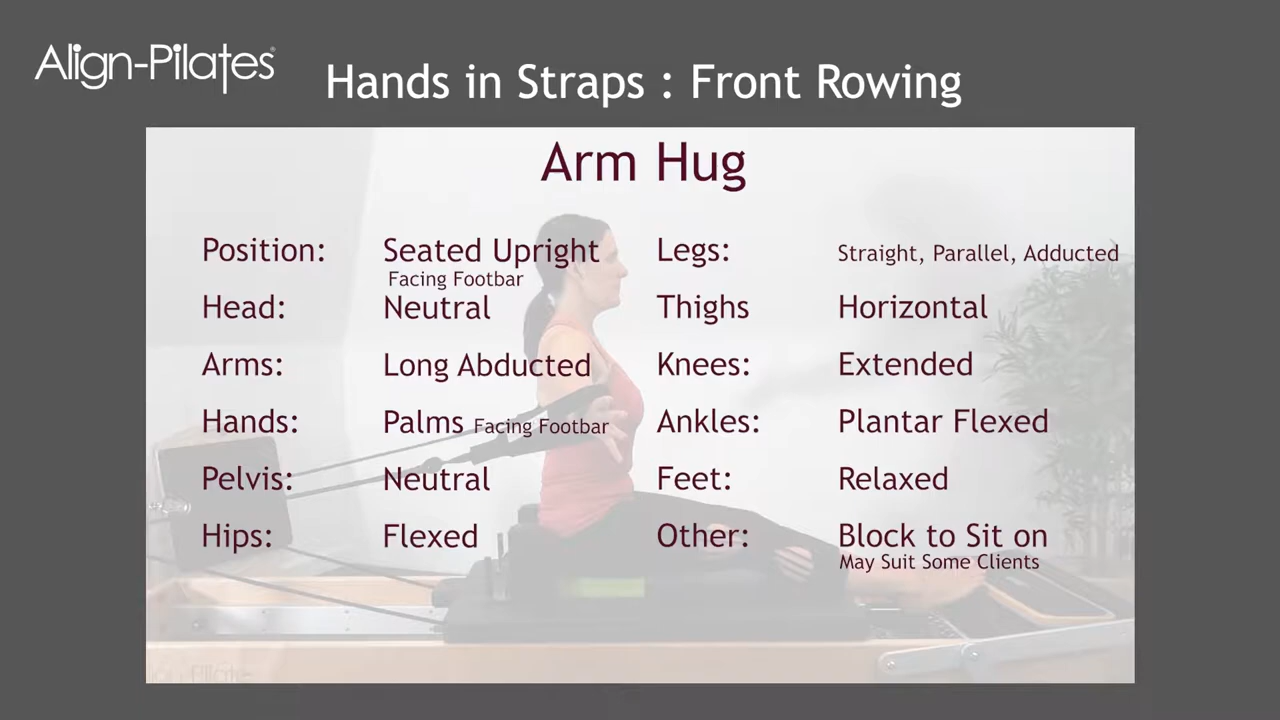 Align-Pilates
Hands in Straps : Front Rowing
Arm Hug
Position: Seated Upright
Facing Footbar
Head: Neutral
Arms: Long Abducted
Hands: Palms Facing Footbar
Pelvis: Neutral
Hips: Flexed
Legs: Straight, Parallel, Adducted
Thighs Horizontal
Knees: Extended
Ankles: Plantar Flexed
Feet: Relaxed
Other: Block to Sit on
May Suit Some Clients